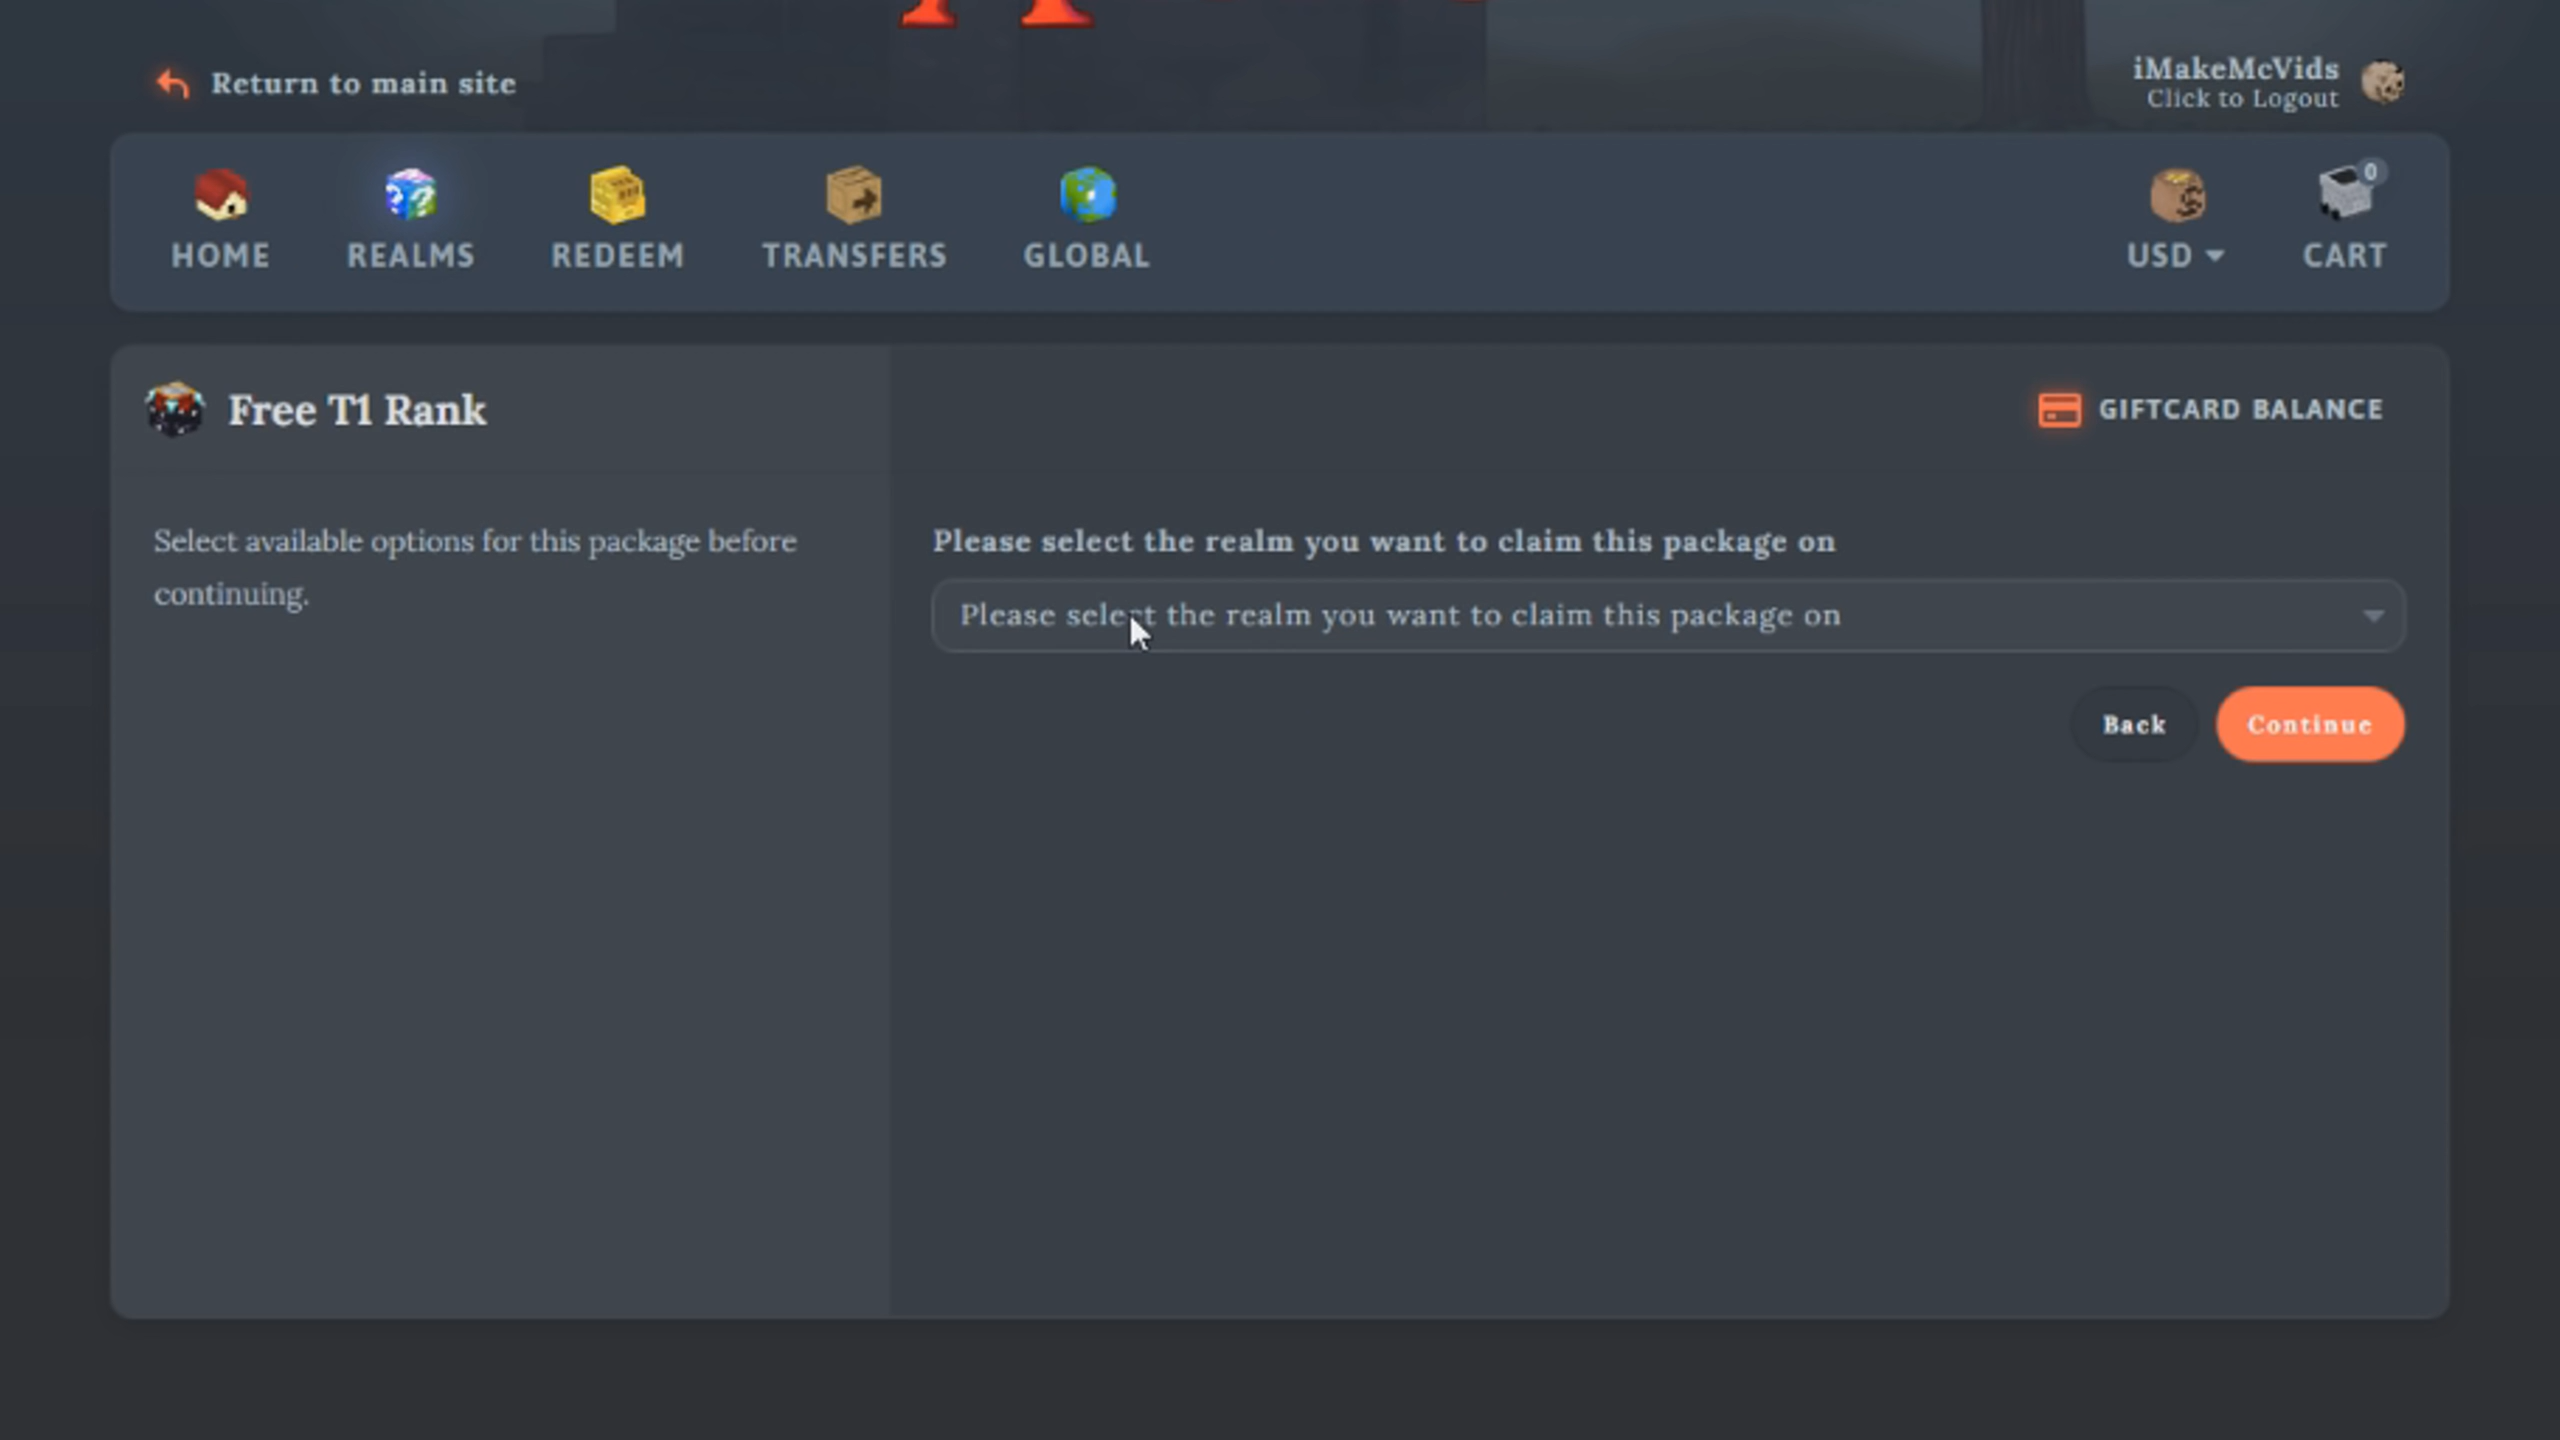 Return to main site
iMakeMcVids
Click to Logout
HOME
REALMS
REDEEM
TRANSFERS
GLOBAL
USD
0
CART
Free T1 Rank
GIFTCARD BALANCE
Select available options for this package before
continuing.
Please select the realm you want to claim this package on
Please select the realm you want to claim this package on
Back
Continue